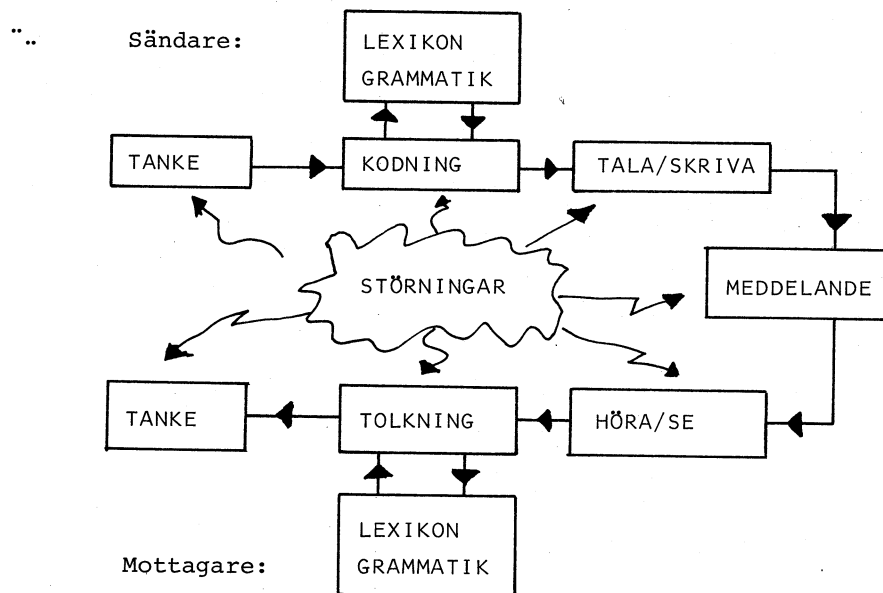 Sändare:
LEXIKON
GRAMMATIK
TANKE
KODNING
TALA/SKRIVA
STÖRNINGAR
MEDDELANDE
TANKE
TOLKNING
HÖRA/SE
LEXIKON
GRAMMATIK
Mottagare: